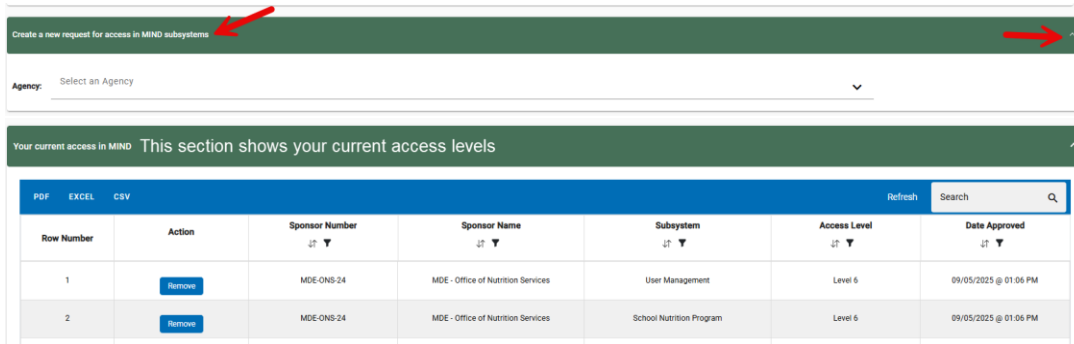 Create a new request for access in MIND subsystems
Agency: Select an Agency
Your current access in MIND This section shows your current access levels
PDF EXCEL CSV Refresh Search
Row Number Action Sponsor Number Sponsor Name Subsystem Access Level Date Approved
1 Remove MDE-ONS-24 MDE - Office of Nutrition Services User Management Level 6 09/05/2025 @ 01:06 PM
2 Remove MDE-ONS-24 MDE - Office of Nutrition Services School Nutrition Program Level 6 09/05/2025 @ 01:06 PM